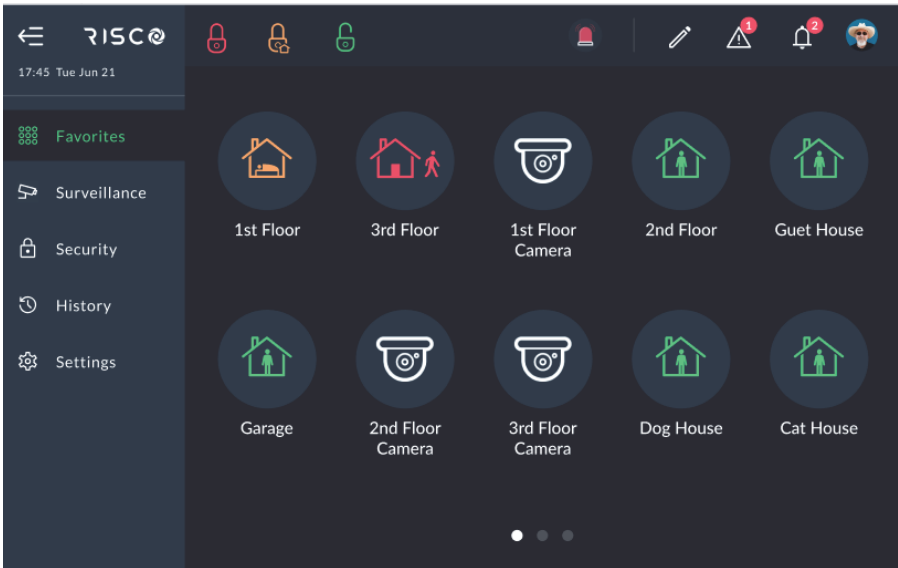 RISCO
17:45 Tue Jun 21
1
2
Favorites
Surveillance
Security
History
Settings
1st Floor
3rd Floor
1st Floor
Camera
2nd Floor
Guet House
Garage
2nd Floor
Camera
3rd Floor
Camera
Dog House
Cat House